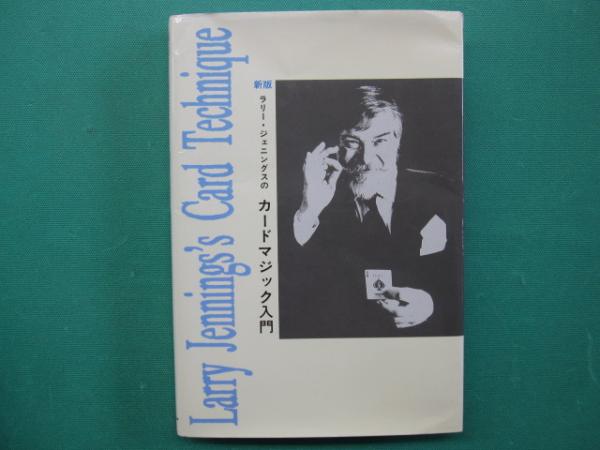 Larry Jennings's Card Technique
新版
ラリー・ジェニングスの
カードマジック入門